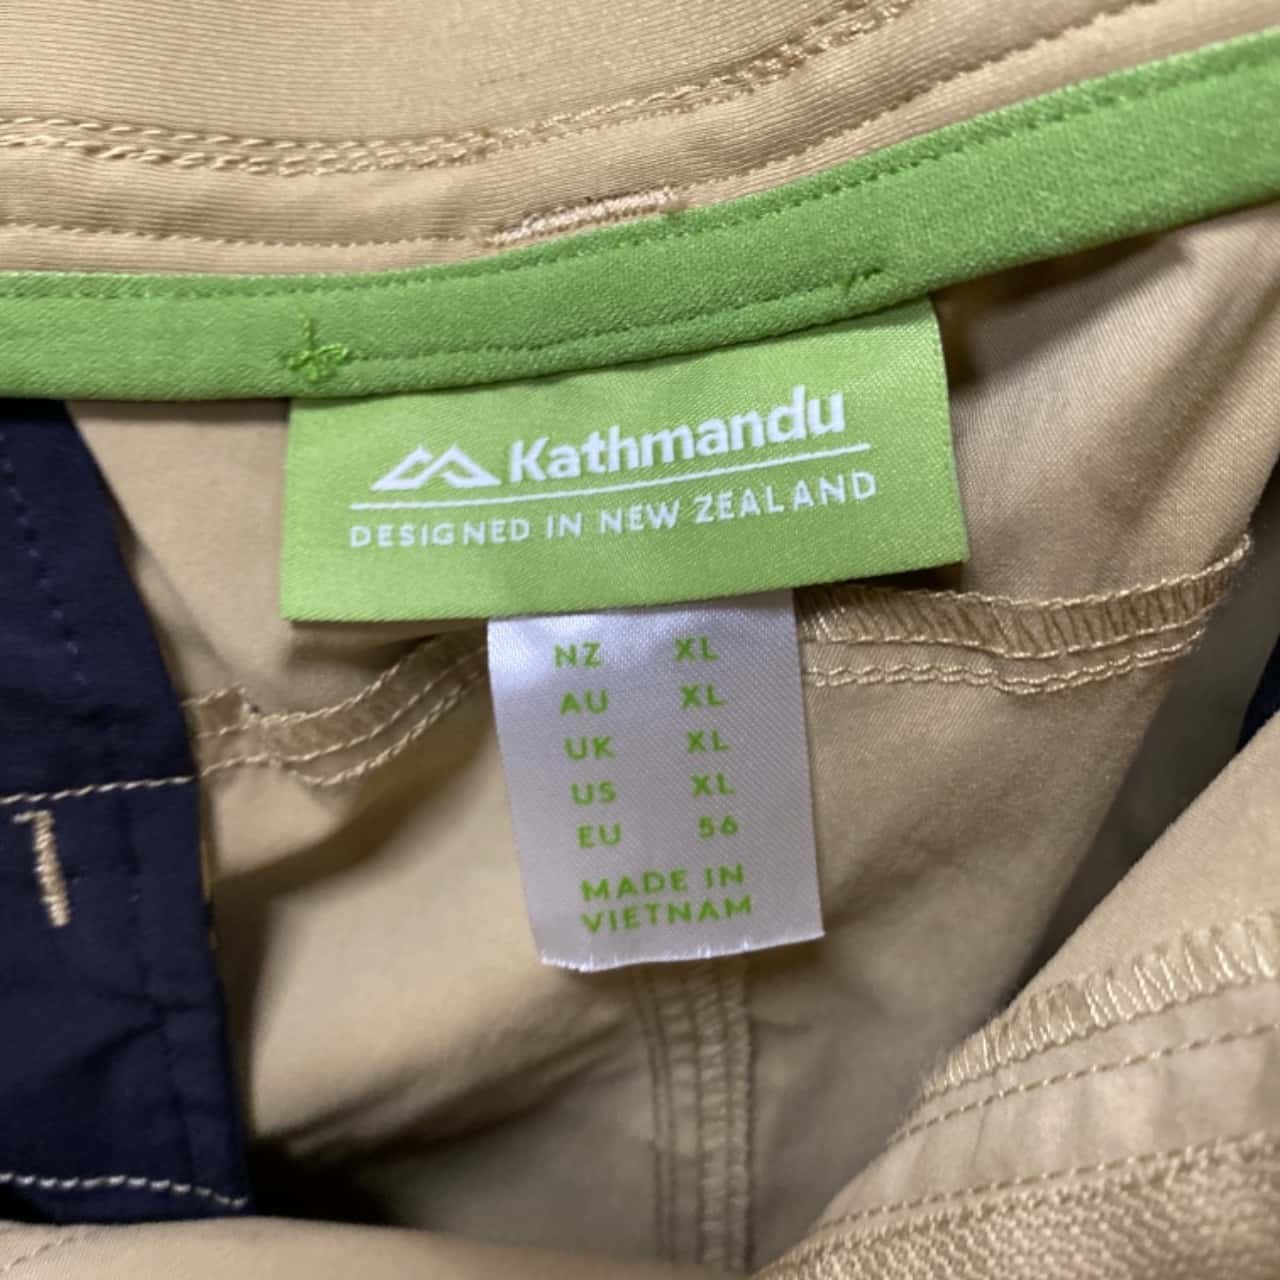 Kathmandu
DESIGNED IN NEW ZEALAND
NZ XL
AU XL
UK XL
US XL
EU 56
MADE IN
VIETNAM